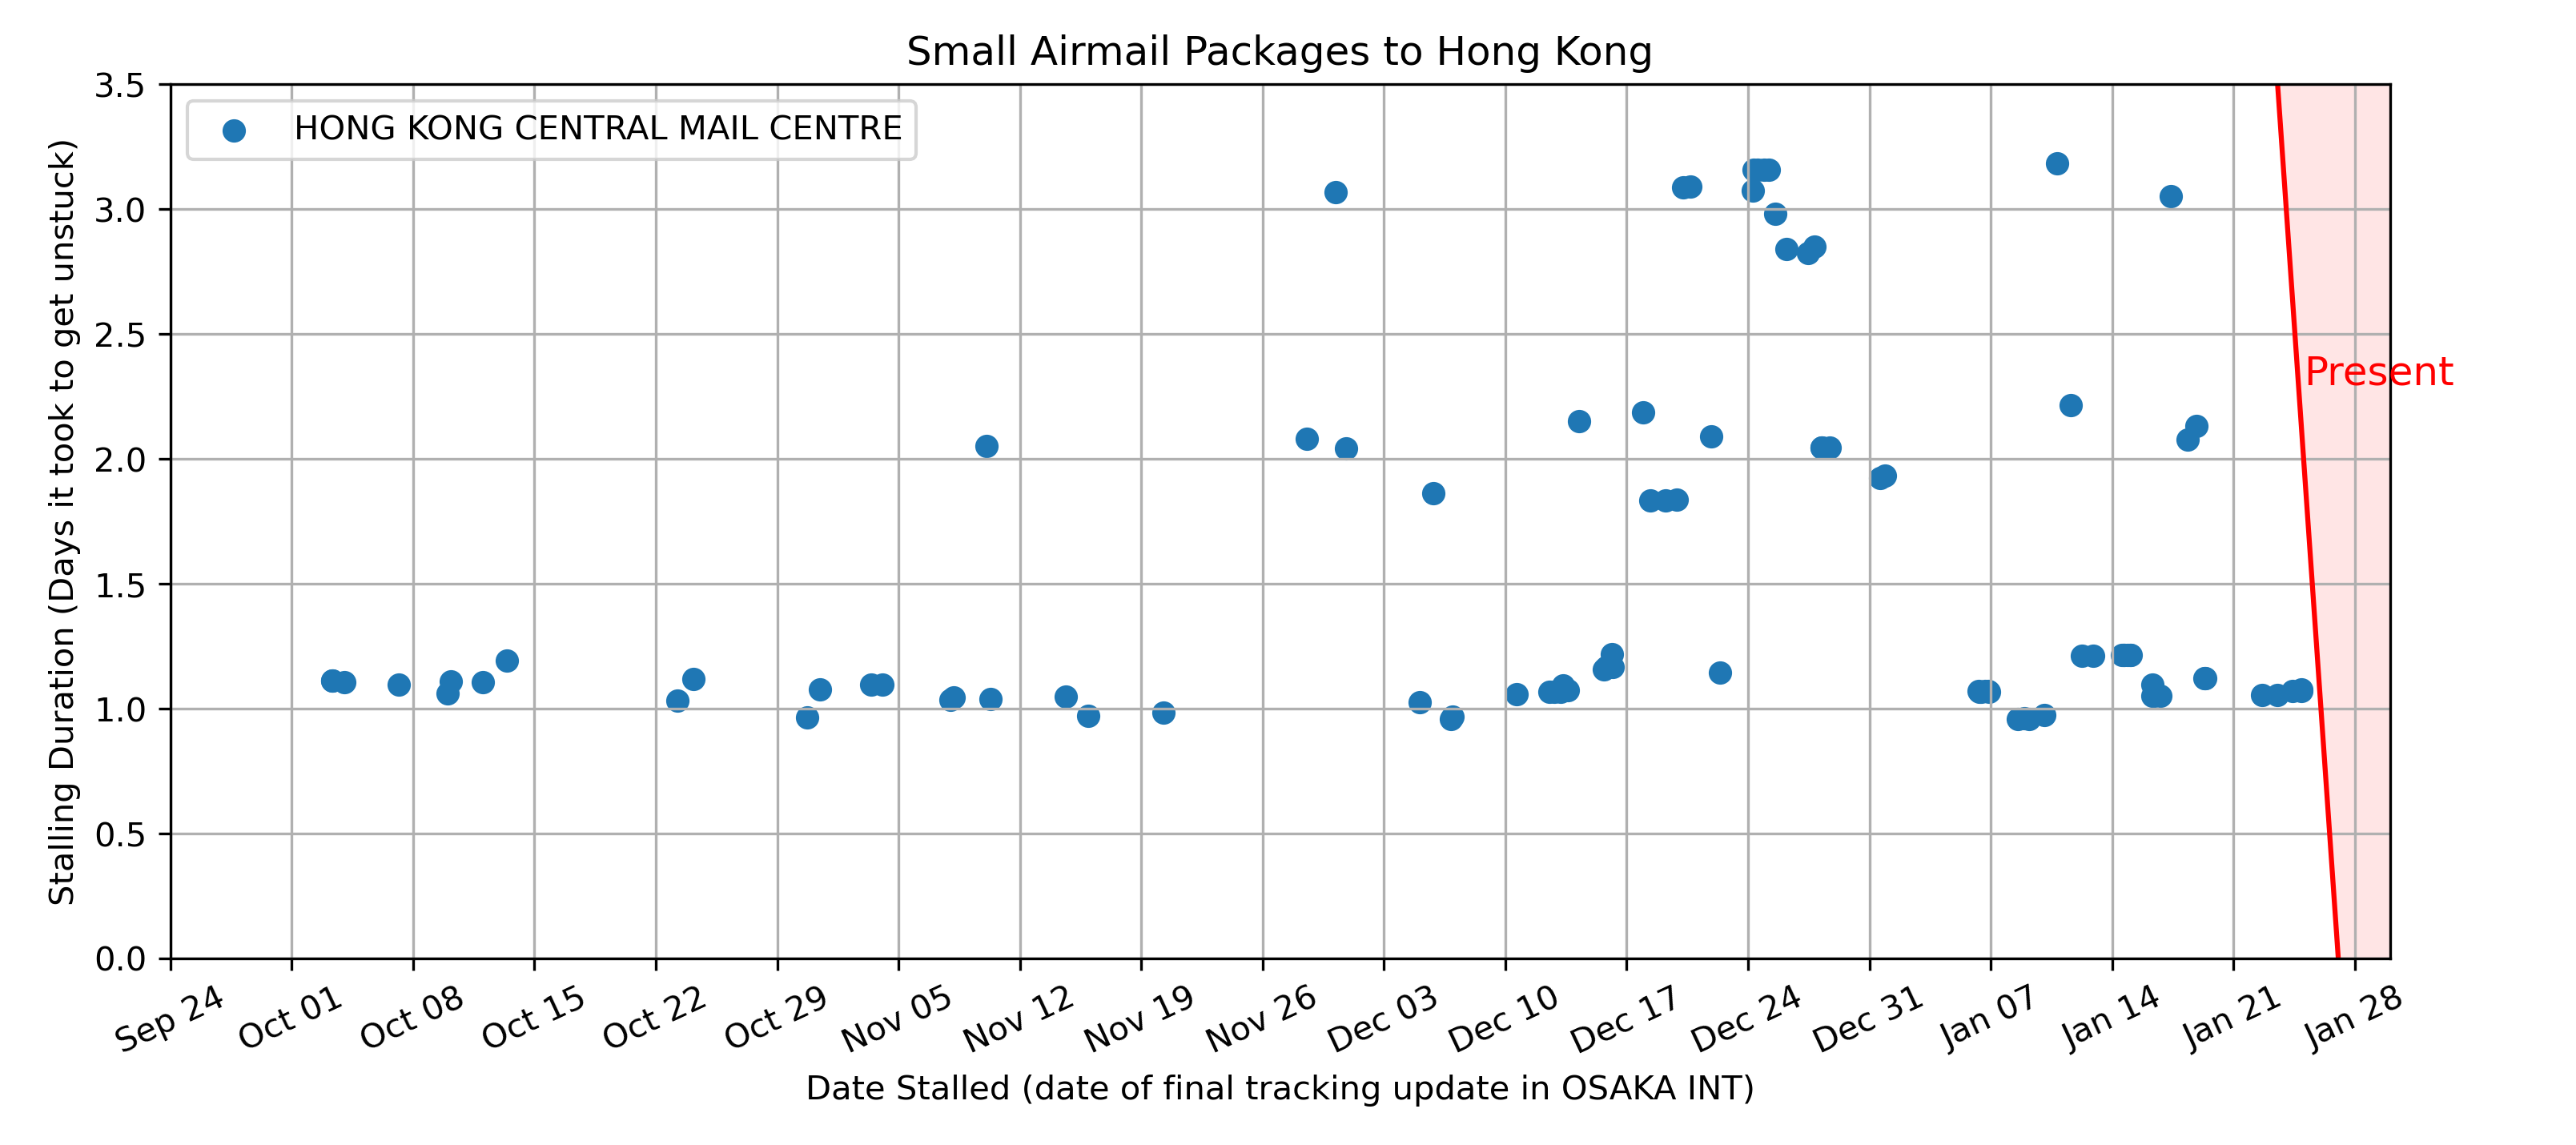 Small Airmail Packages to Hong Kong
HONG KONG CENTRAL MAIL CENTRE
Stalling Duration (Days it took to get unstuck)
3.5
3.0
2.5
2.0
1.5
1.0
0.5
0.0
Present
Sep 24
Oct 01
Oct 08
Oct 15
Oct 22
Oct 29
Nov 05
Nov 12
Nov 19
Nov 26
Dec 03
Dec 10
Dec 17
Dec 24
Dec 31
Jan 07
Jan 14
Jan 21
Jan 28
Date Stalled (date of final tracking update in OSAKA INT)